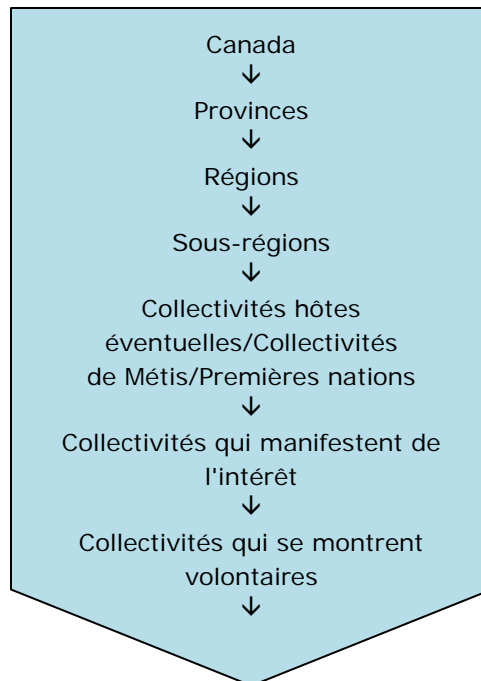 Canada
↓
Provinces
↓
Régions
↓
Sous-régions
↓
Collectivités hôtes
éventuelles/Collectivités
de Métis/Premières nations
↓
Collectivités qui manifestent de
l'intérêt
↓
Collectivités qui se montrent
volontaires
↓